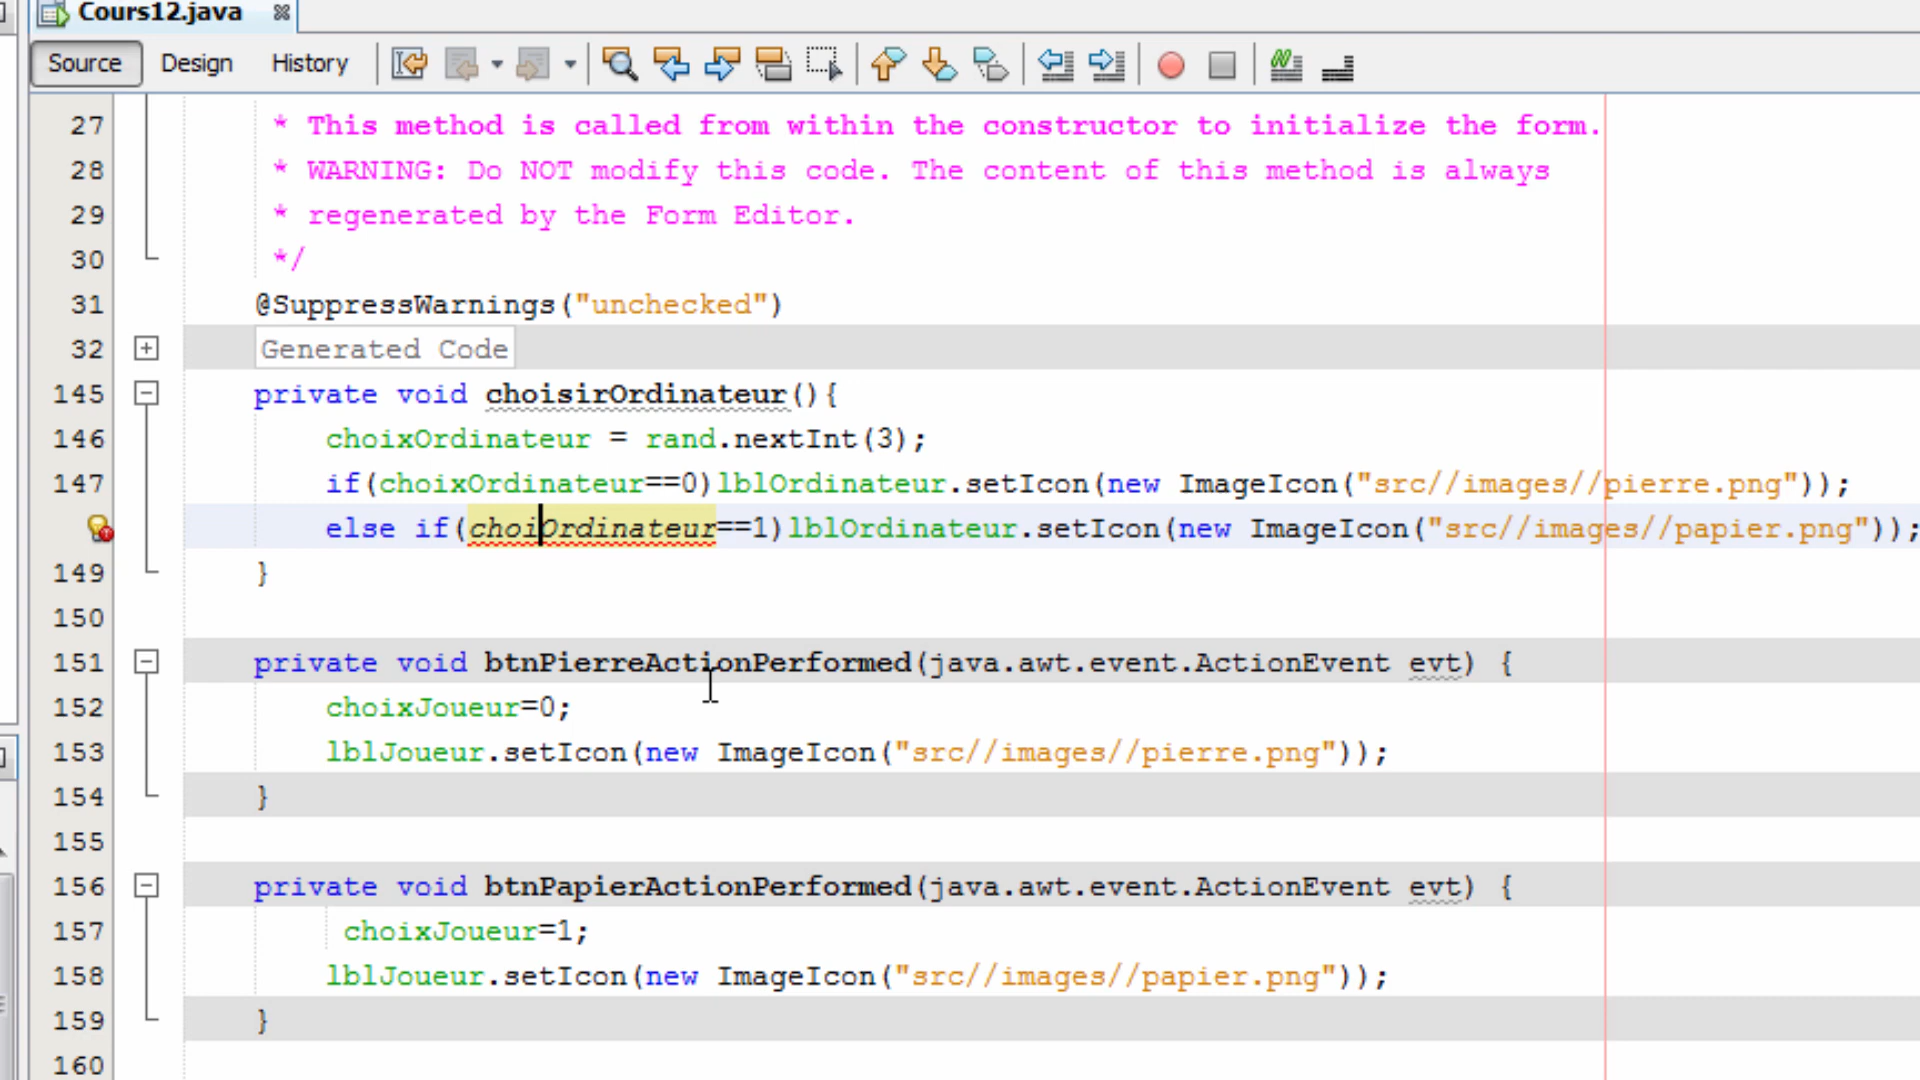 Cours12.java
Source Design History
27 * This method is called from within the constructor to initialize the form.
28 * WARNING: Do NOT modify this code. The content of this method is always
29 * regenerated by the Form Editor.
30 */
31 @SuppressWarnings("unchecked")
32 Generated Code
145 private void choisirOrdinateur(){
146 choixOrdinateur = rand.nextInt(3);
147 if(choixOrdinateur==0)lblOrdinateur.setIcon(new ImageIcon("src//images//pierre.png"));
else if(choiOrdinateur==1)lblOrdinateur.setIcon(new ImageIcon("src//images//papier.png"));
149 }
150
151 private void btnPierreActionPerformed(java.awt.event.ActionEvent evt) {
152 choixJoueur=0;
153 lblJoueur.setIcon(new ImageIcon("src//images//pierre.png"));
154 }
155
156 private void btnPapierActionPerformed(java.awt.event.ActionEvent evt) {
157 choixJoueur=1;
158 lblJoueur.setIcon(new ImageIcon("src//images//papier.png"));
159 }
160